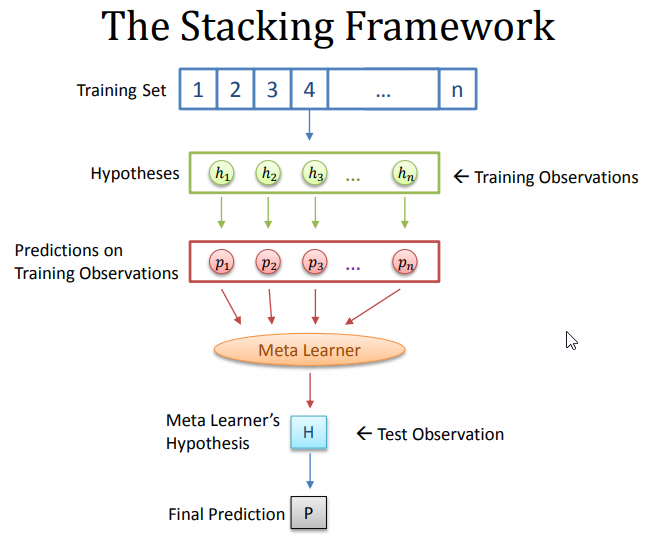 The Stacking Framework
Training Set 1 2 3 4 ... n
Hypotheses h₁ h₂ h₃ ... hₙ ← Training Observations
Predictions on
Training Observations p₁ p₂ p₃ ... pₙ
Meta Learner
Meta Learner's
Hypothesis H ← Test Observation
Final Prediction P